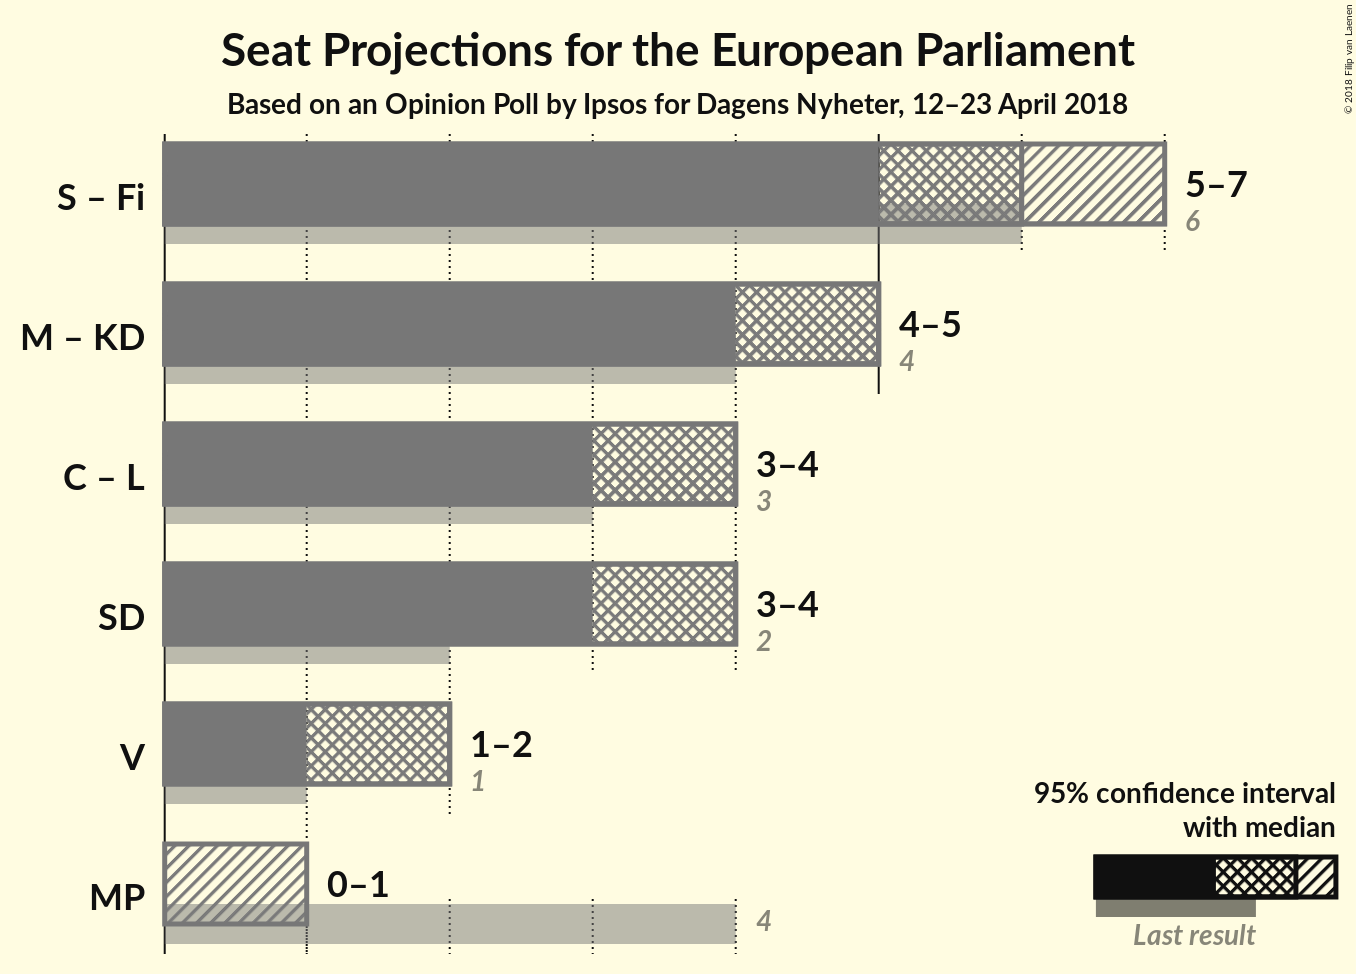 Seat Projections for the European Parliament
Based on an Opinion Poll by Ipsos for Dagens Nyheter, 12–23 April 2018
© 2018 Filip van Laenen
S – Fi
5–7
6
M – KD
4–5
4
C – L
3–4
3
SD
3–4
2
V
1–2
1
MP
0–1
4
95% confidence interval
with median
Last result